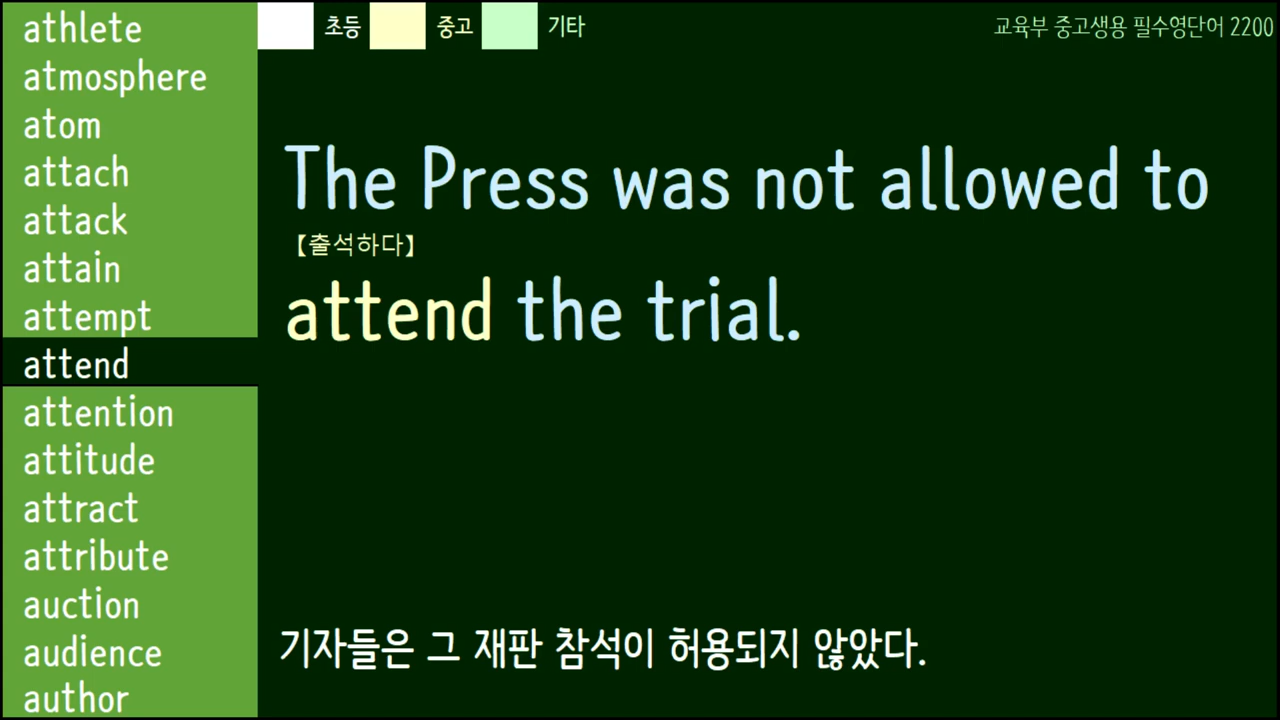 athlete
atmosphere
atom
attach
attack
attain
attempt
attend
attention
attitude
attract
attribute
auction
audience
author
초등 중고 기타
교육부 중고생용 필수영단어 2200
The Press was not allowed to
【출석하다】
attend the trial.
기자들은 그 재판 참석이 허용되지 않았다.